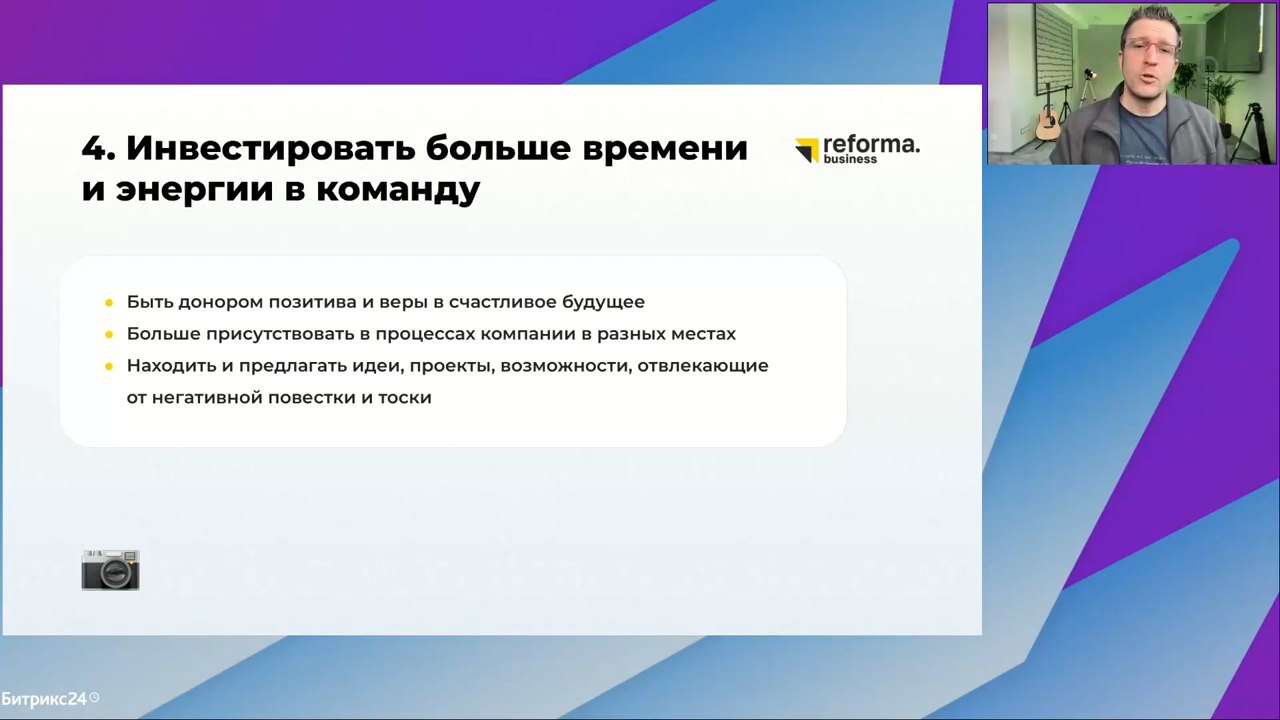 4. Инвестировать больше времени
и энергии в команду
reforma.
business
Быть донором позитива и веры в счастливое будущее
Больше присутствовать в процессах компании в разных местах
Находить и предлагать идеи, проекты, возможности, отвлекающие
от негативной повестки и тоски
Битрикс24